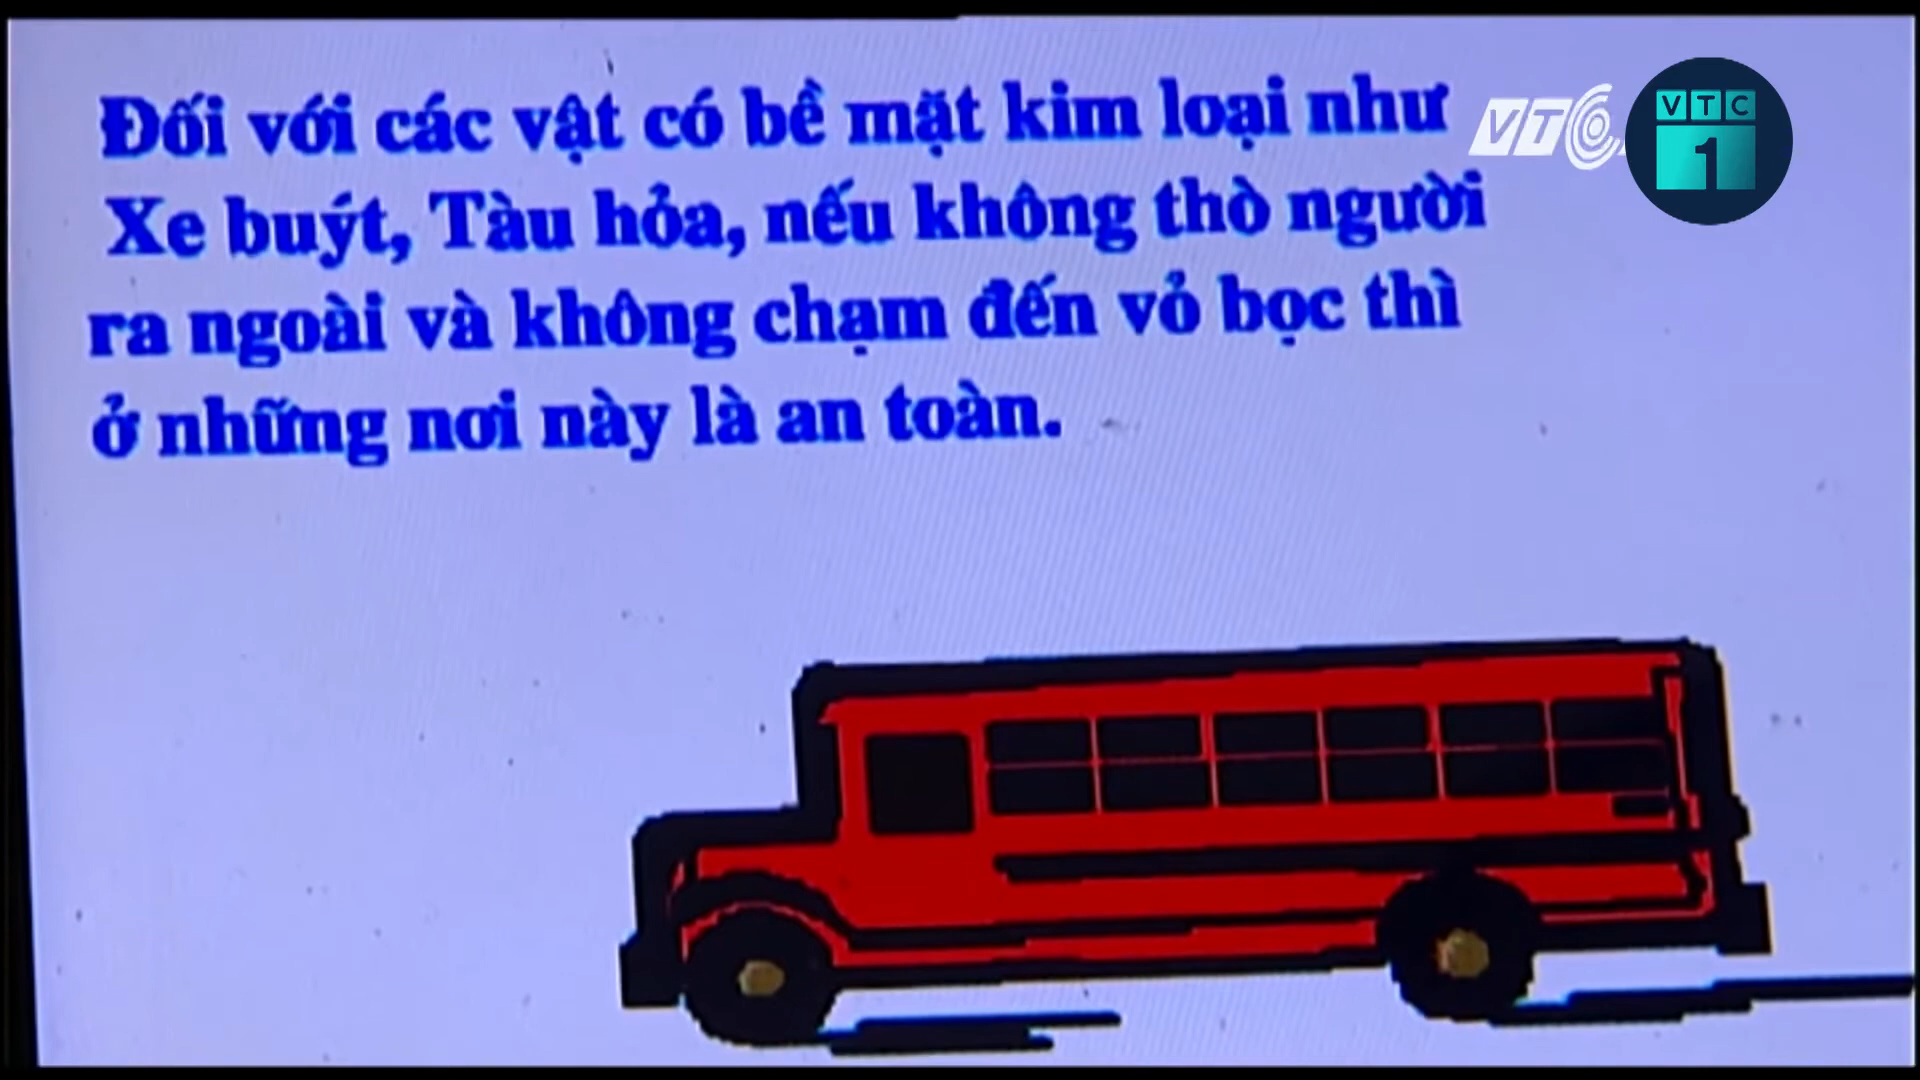 Đối với các vật có bề mặt kim loại như
Xe buýt, Tàu hỏa, nếu không thò người
ra ngoài và không chạm đến vỏ bọc thì
ở những nơi này là an toàn.
VTC
VTC
1